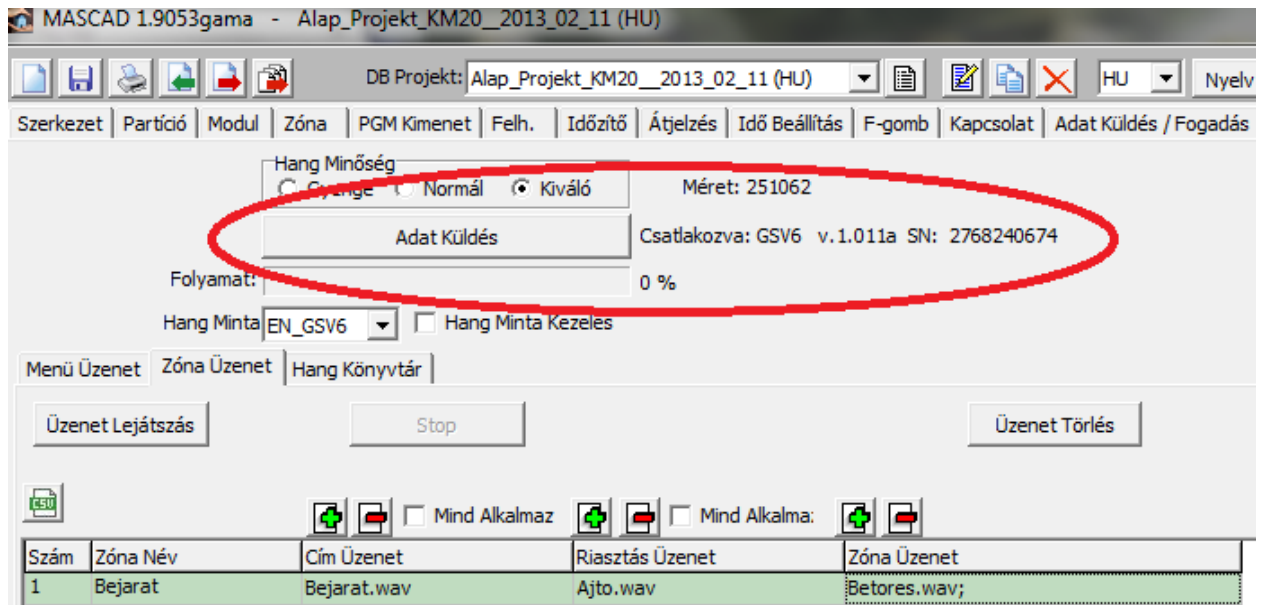 MASCAD 1.9053gama - Alap_Projekt_KM20__2013_02_11 (HU)
DB Projekt: Alap_Projekt_KM20__2013_02_11 (HU) HU Nyelv
Szerkezet Partíció Modul Zóna PGM Kimenet Felh. Időzítő Átjelzés Idő Beállítás F-gomb Kapcsolat Adat Küldés / Fogadás
Hang Minőség
Gyenge Normál Kiváló Méret: 251062
Adat Küldés Csatlakozva: GSV6 v.1.011a SN: 2768240674
Folyamat: 0 %
Hang Minta EN_GSV6 Hang Minta Kezeles
Menü Üzenet Zóna Üzenet Hang Könyvtár
Üzenet Lejátszás Stop Üzenet Törlés
CSV Mind Alkalmaz Mind Alkalma:
Szám Zóna Név Cím Üzenet Riasztás Üzenet Zóna Üzenet
1 Bejarat Bejarat.wav Ajto.wav Betores.wav;